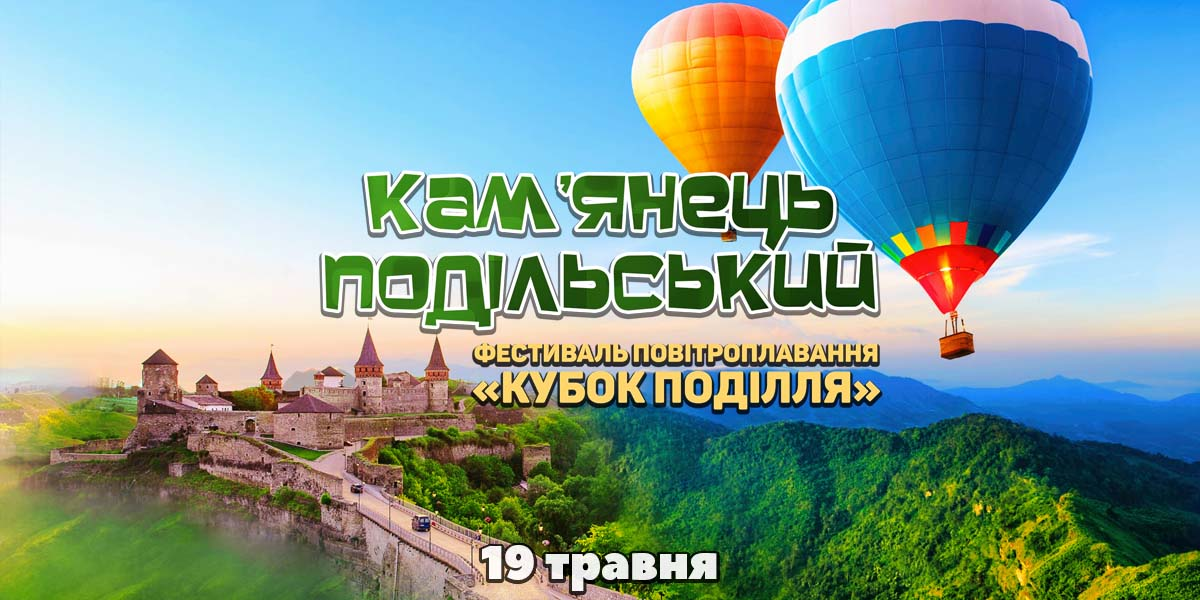 Кам'янець
Подільський
ФЕСТИВАЛЬ ПОВІТРОПЛАВАННЯ
«КУБОК ПОДІЛЛЯ»
19 травня